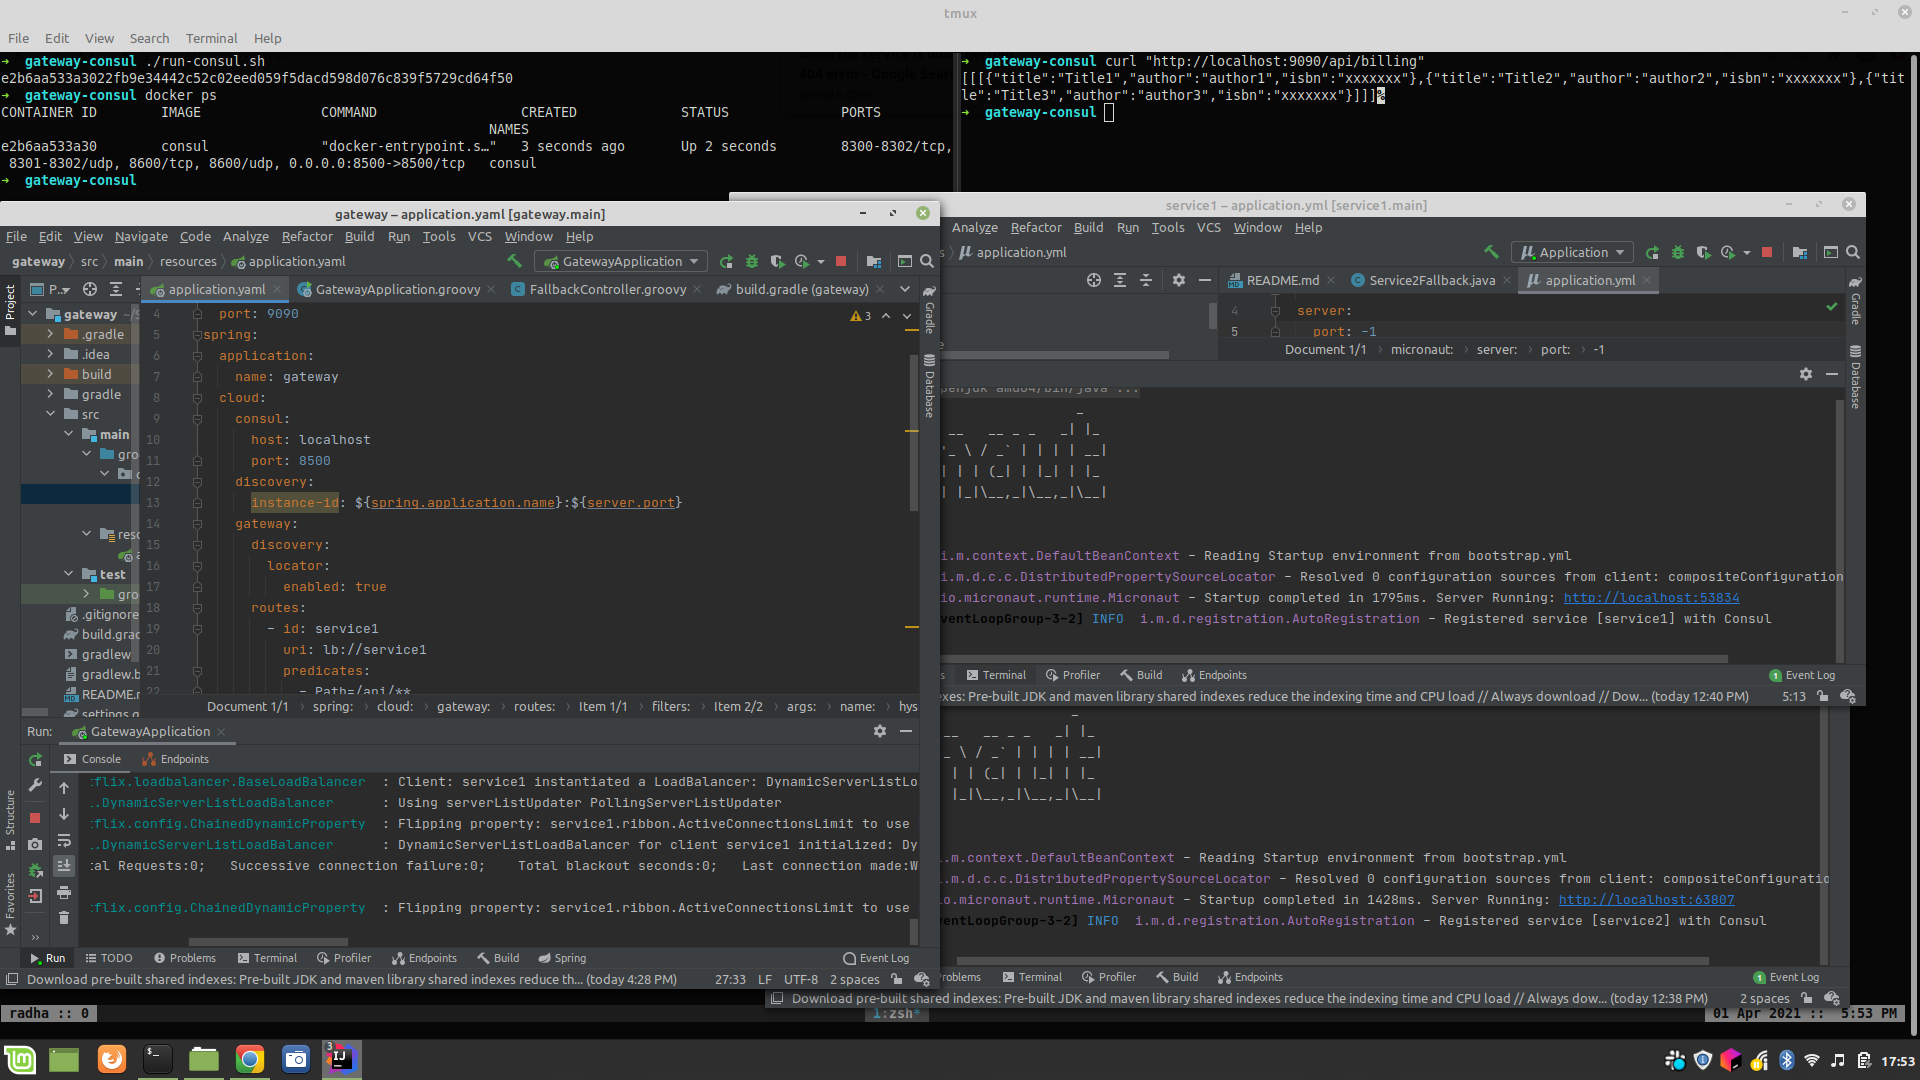 tmux
File Edit View Search Terminal Help
➜ gateway-consul ./run-consul.sh
e2b6aa533a3022fb9e34442c52c02eed059f5dacd598d076c839f5729cd64f50
➜ gateway-consul docker ps
CONTAINER ID IMAGE COMMAND CREATED STATUS PORTS
NAMES
e2b6aa533a30 consul "docker-entrypoint.s…" 3 seconds ago Up 2 seconds 8300-8302/tcp,
8301-8302/udp, 8600/tcp, 8600/udp, 0.0.0.0:8500->8500/tcp consul
➜ gateway-consul
➜ gateway-consul curl "http://localhost:9090/api/billing"
[[[{"title":"Title1","author":"author1","isbn":"xxxxxxx"},{"title":"Title2","author":"author2","isbn":"xxxxxxx"},{"tit
le":"Title3","author":"author3","isbn":"xxxxxxx"}]]]%
➜ gateway-consul
gateway – application.yaml [gateway.main]
File Edit View Navigate Code Analyze Refactor Build Run Tools VCS Window Help
gateway src main resources application.yaml GatewayApplication
Project P.. application.yaml GatewayApplication.groovy FallbackController.groovy build.gradle (gateway)
gateway
.gradle
.idea
build
gradle
src
main
gro
reso
test
gro
.gitignore
build.grad
gradlew
gradlew.b
README.r
settings.g
3
4 port: 9090
5 spring:
6 application:
7 name: gateway
8 cloud:
9 consul:
10 host: localhost
11 port: 8500
12 discovery:
13 instance-id: ${spring.application.name}:${server.port}
14 gateway:
15 discovery:
16 locator:
17 enabled: true
18 routes:
19 - id: service1
20 uri: lb://service1
21 predicates:
22 - Path=/api/**
Gradle
Database
Document 1/1 spring: cloud: gateway: routes: Item 1/1 filters: Item 2/2 args: name: hys
Run: GatewayApplication
Console Endpoints
flix.loadbalancer.BaseLoadBalancer : Client: service1 instantiated a LoadBalancer: DynamicServerListLo
..DynamicServerListLoadBalancer : Using serverListUpdater PollingServerListUpdater
flix.config.ChainedDynamicProperty : Flipping property: service1.ribbon.ActiveConnectionsLimit to use
..DynamicServerListLoadBalancer : DynamicServerListLoadBalancer for client service1 initialized: Dy
tal Requests:0; Successive connection failure:0; Total blackout seconds:0; Last connection made:W
flix.config.ChainedDynamicProperty : Flipping property: service1.ribbon.ActiveConnectionsLimit to use
Structure
Favorites
Run TODO Problems Terminal Profiler Endpoints Build Spring Event Log
Download pre-built shared indexes: Pre-built JDK and maven library shared indexes reduce th... (today 4:28 PM) 27:33 LF UTF-8 2 spaces
service1 – application.yml [service1.main]
Analyze Refactor Build Run Tools VCS Window Help
s application.yml Application
README.md Service2Fallback.java application.yml
4 server:
5 port: -1
Document 1/1 micronaut: server: port: -1
Gradle
Database
penjdk-amd64/bin/java ...
i.m.context.DefaultBeanContext - Reading Startup environment from bootstrap.yml
i.m.d.c.c.DistributedPropertySourceLocator - Resolved 0 configuration sources from client: compositeConfiguration
io.micronaut.runtime.Micronaut - Startup completed in 1795ms. Server Running: http://localhost:53834
ventLoopGroup-3-2] INFO i.m.d.registration.AutoRegistration - Registered service [service1] with Consul
s Terminal Profiler Build Endpoints 1 Event Log
exes: Pre-built JDK and maven library shared indexes reduce the indexing time and CPU load // Always download // Dow... (today 12:40 PM) 5:13
.m.context.DefaultBeanContext - Reading Startup environment from bootstrap.yml
.m.d.c.c.DistributedPropertySourceLocator - Resolved 0 configuration sources from client: compositeConfiguratio
io.micronaut.runtime.Micronaut - Startup completed in 1428ms. Server Running: http://localhost:63807
ventLoopGroup-3-2] INFO i.m.d.registration.AutoRegistration - Registered service [service2] with Consul
oblems Terminal Profiler Build Endpoints 1 Event Log
Download pre-built shared indexes: Pre-built JDK and maven library shared indexes reduce the indexing time and CPU load // Always dow... (today 12:38 PM) 2 spaces
radha :: 0 1:zsh* 01 Apr 2021 :: 5:53 PM
3 IJ 17:53